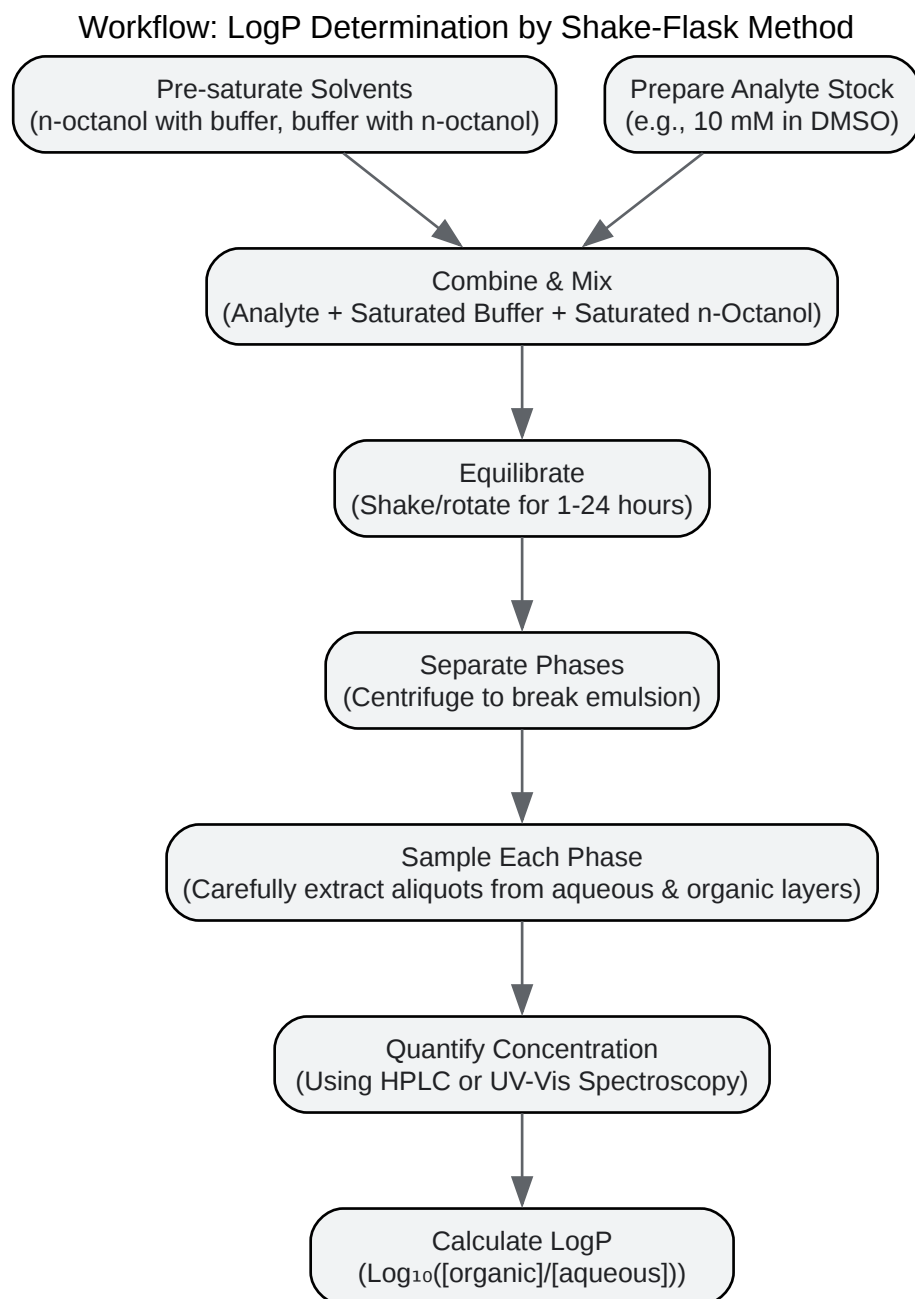 Workflow: LogP Determination by Shake-Flask Method
Pre-saturate Solvents
(n-octanol with buffer, buffer with n-octanol)
Prepare Analyte Stock
(e.g., 10 mM in DMSO)
Combine & Mix
(Analyte + Saturated Buffer + Saturated n-Octanol)
Equilibrate
(Shake/rotate for 1-24 hours)
Separate Phases
(Centrifuge to break emulsion)
Sample Each Phase
(Carefully extract aliquots from aqueous & organic layers)
Quantify Concentration
(Using HPLC or UV-Vis Spectroscopy)
Calculate LogP
(Log₁₀([organic]/[aqueous]))